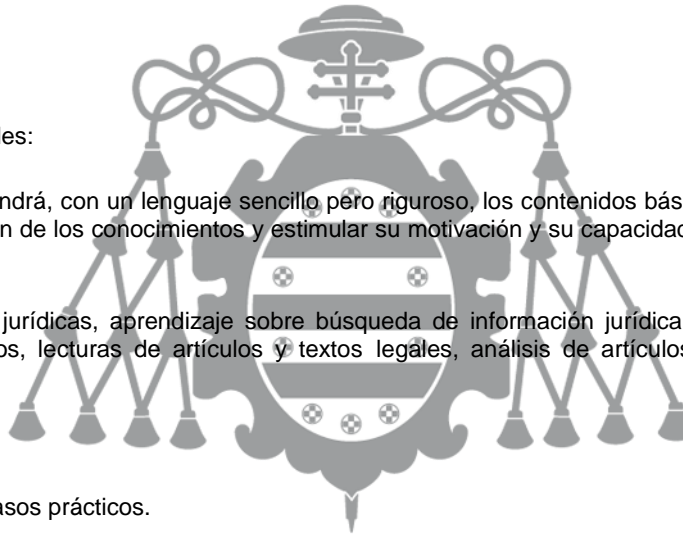 les:
ndrá, con un lenguaje sencillo pero riguroso, los contenidos bás
n de los conocimientos y estimular su motivación y su capacidad
jurídicas, aprendizaje sobre búsqueda de información jurídica
os, lecturas de artículos y textos legales, análisis de artículos
asos prácticos.